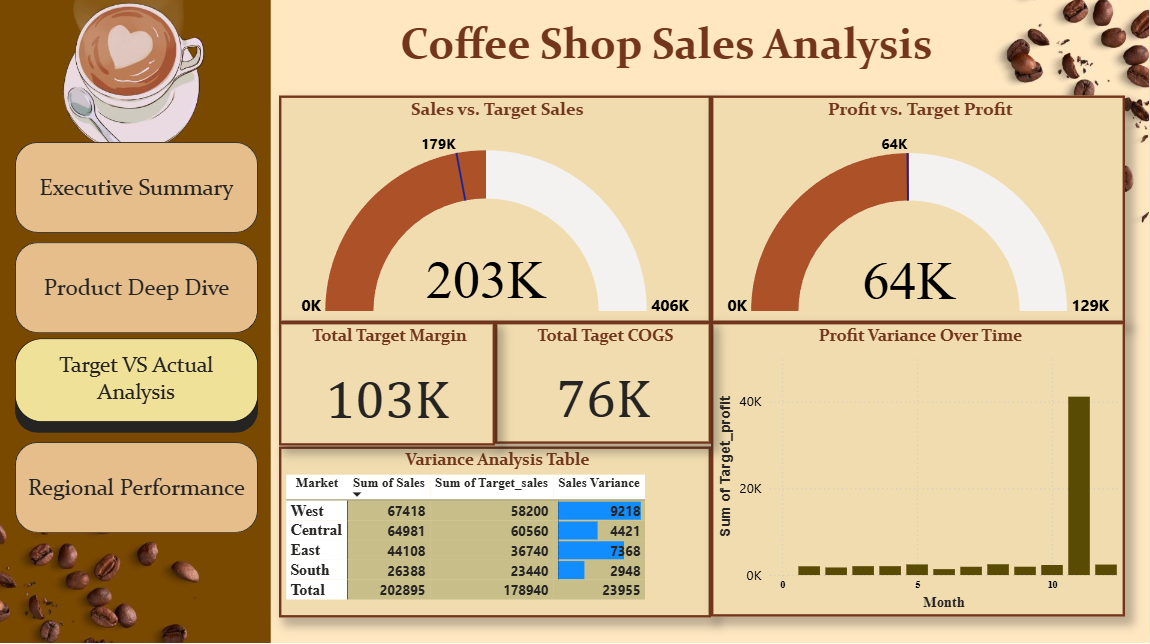 Coffee Shop Sales Analysis
Executive Summary
Product Deep Dive
Target VS Actual
Analysis
Regional Performance
Sales vs. Target Sales
179K
203K
0K
406K
Profit vs. Target Profit
64K
64K
0K
129K
Total Target Margin
103K
Total Taget COGS
76K
Variance Analysis Table
Market Sum of Sales Sum of Target_sales Sales Variance
West 67418 58200 9218
Central 64981 60560 4421
East 44108 36740 7368
South 26388 23440 2948
Total 202895 178940 23955
Profit Variance Over Time
Sum of Target_profit
40K
20K
0K
0 5 10
Month